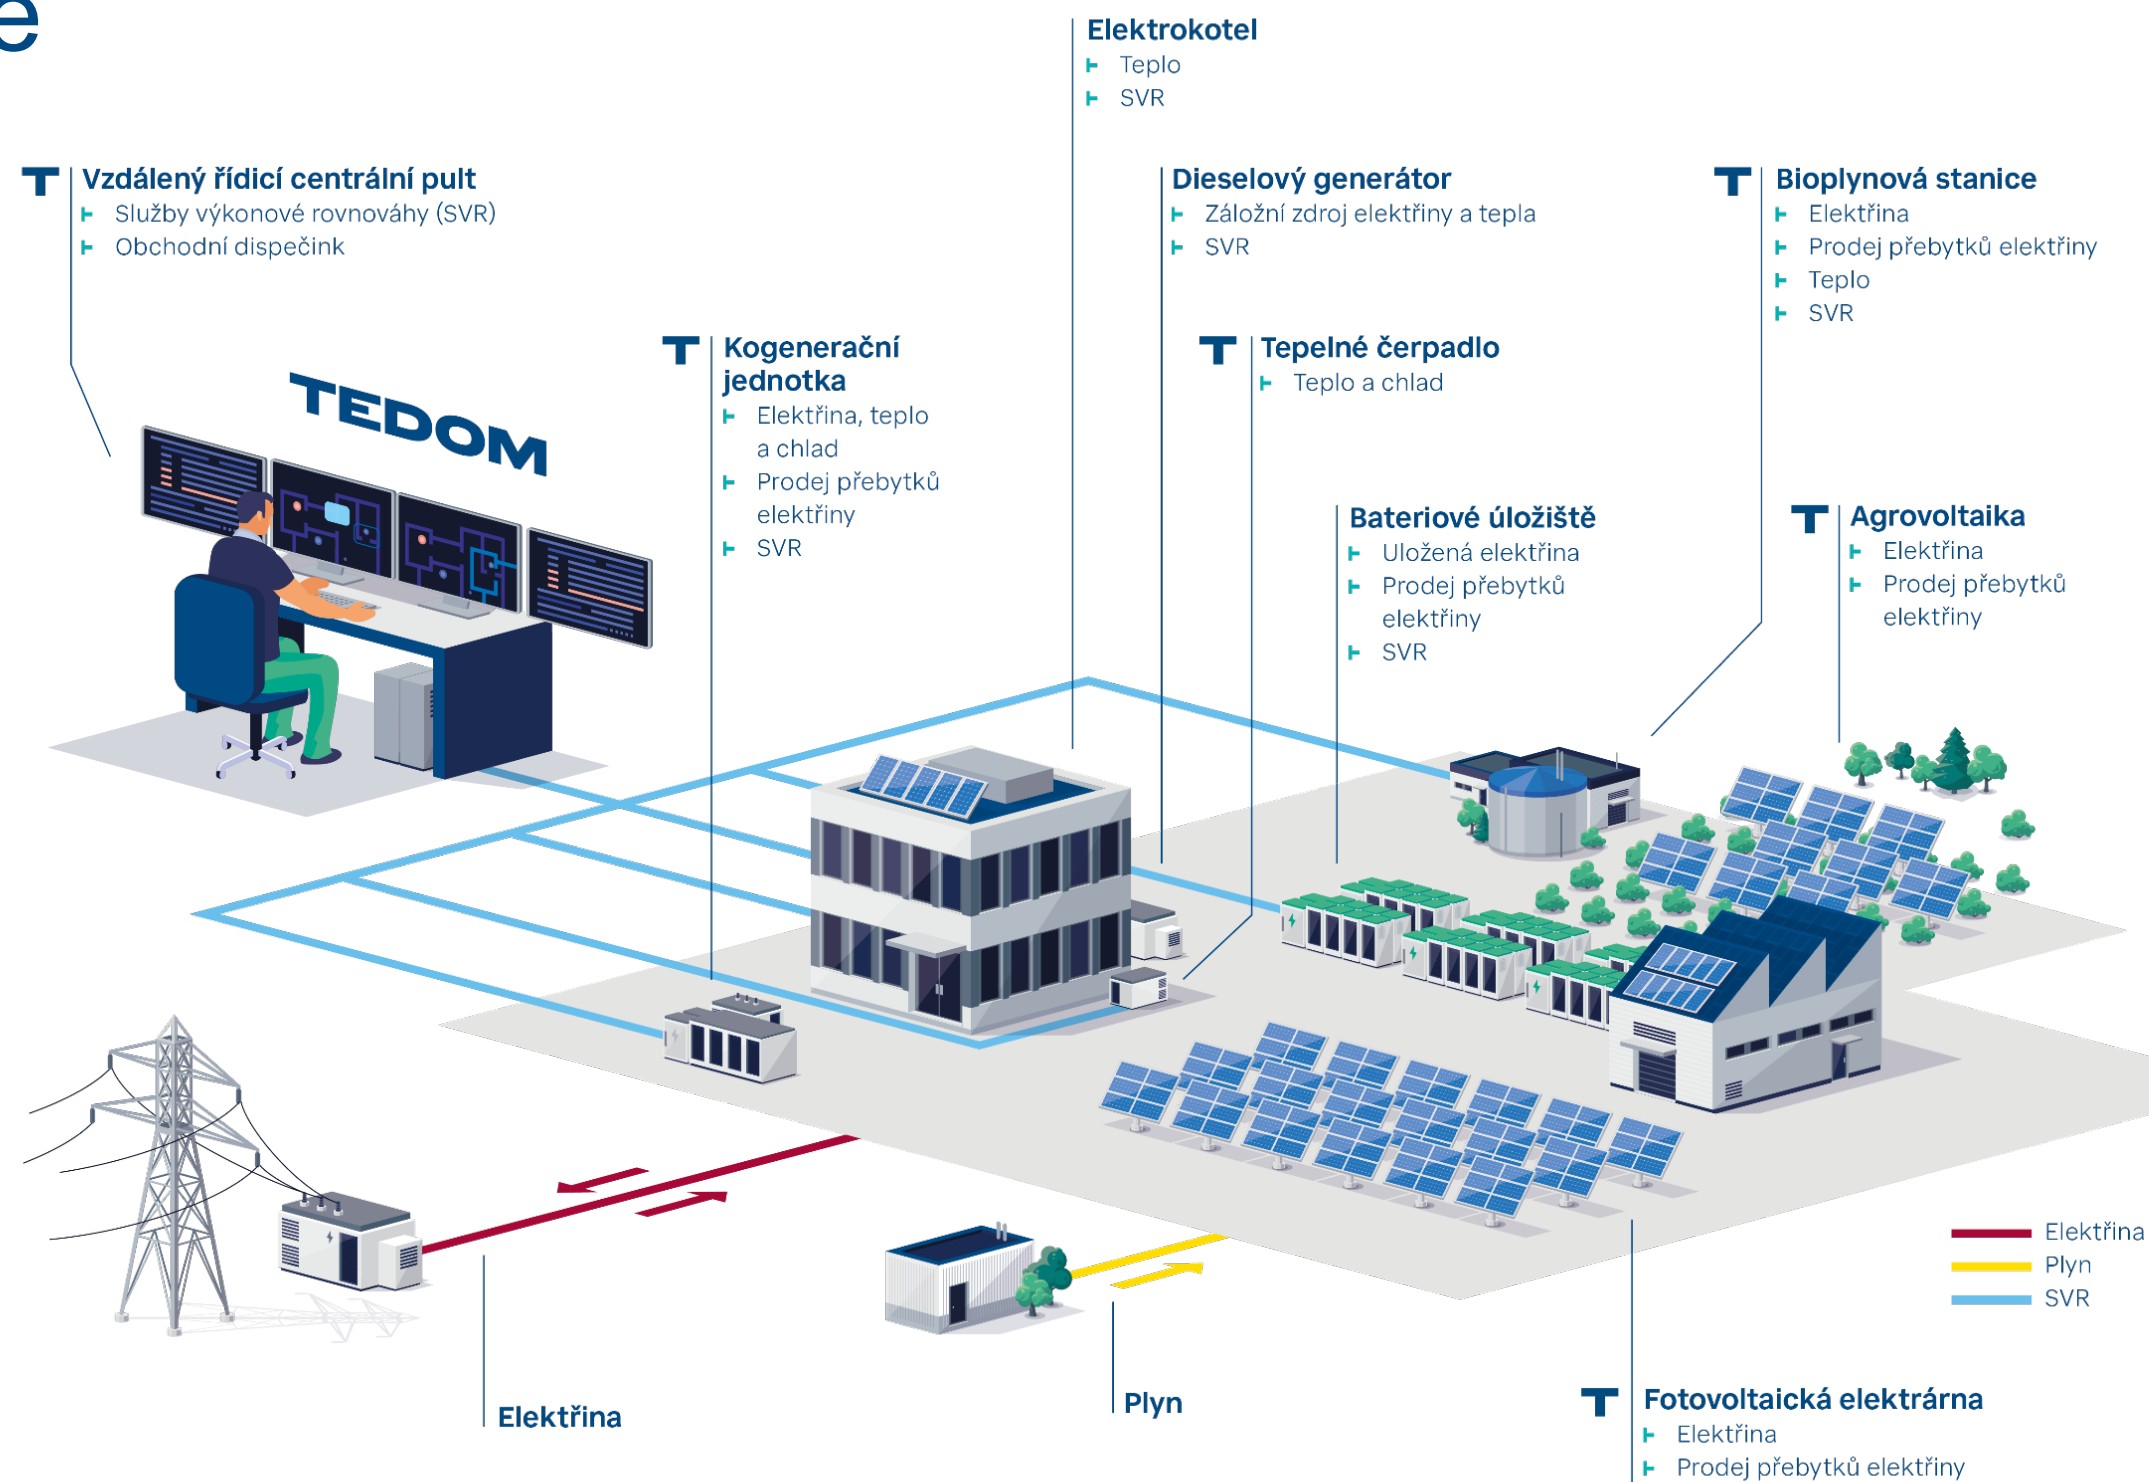 e
Elektrokotel
Teplo
SVR
Vzdálený řídicí centrální pult
Služby výkonové rovnováhy (SVR)
Obchodní dispečink
Dieselový generátor
Záložní zdroj elektřiny a tepla
SVR
Bioplynová stanice
Elektřina
Prodej přebytků elektřiny
Teplo
SVR
Kogenerační
jednotka
Elektřina, teplo
a chlad
Prodej přebytků
elektřiny
SVR
Tepelné čerpadlo
Teplo a chlad
TEDOM
Bateriové úložiště
Uložená elektřina
Prodej přebytků
elektřiny
SVR
Agrovoltaika
Elektřina
Prodej přebytků
elektřiny
Elektřina
Plyn
SVR
Elektřina
Plyn
Fotovoltaická elektrárna
Elektřina
Prodej přebytků elektřiny